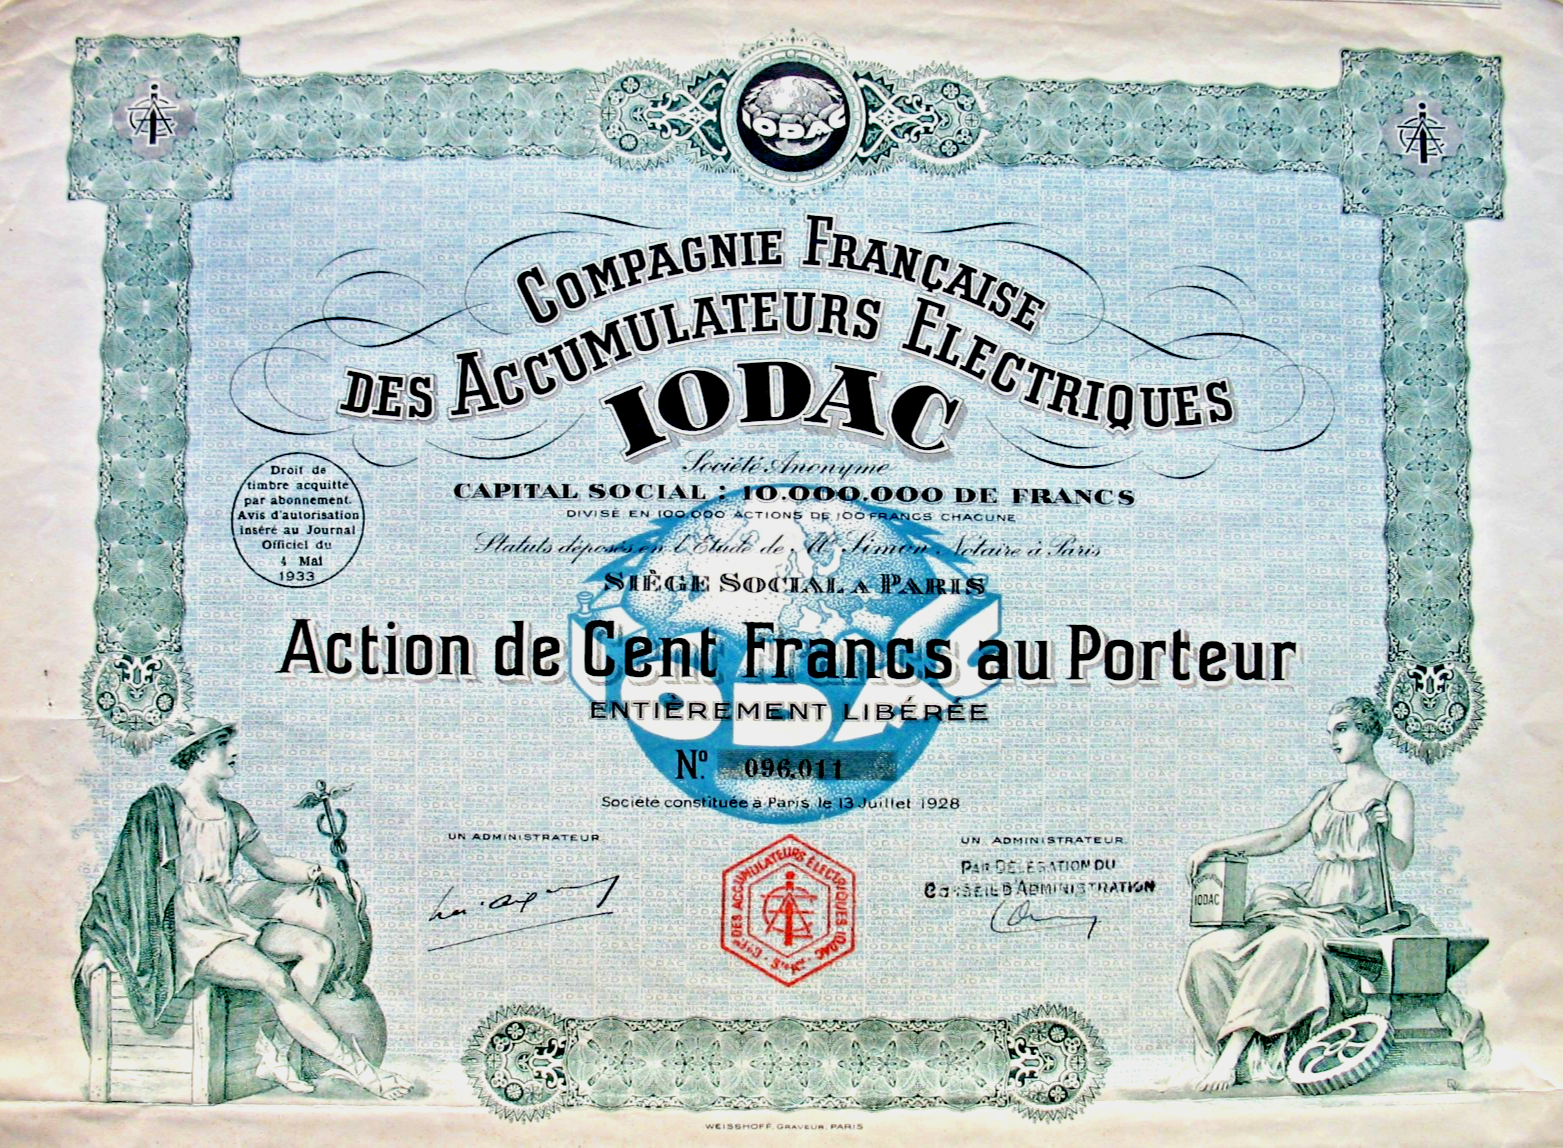 IODAC
COMPAGNIE FRANÇAISE
DES ACCUMULATEURS ELECTRIQUES
IODAC
Société Anonyme
CAPITAL SOCIAL : 10.000.000 DE FRANCS
DIVISÉ EN 100.000 ACTIONS DE 100 FRANCS CHACUNE
Statuts déposés en l'Etude de Me Simon Notaire à Paris
SIÈGE SOCIAL A PARIS
Droit de
timbre acquitté
par abonnement.
Avis d'autorisation
inséré au Journal
Officiel du
4 Mai
1933
Action de Cent Francs au Porteur
ENTIÈREMENT LIBÉRÉE
IODAC
No. 096,011
Société constituée à Paris, le 13 Juillet 1928
UN ADMINISTRATEUR
UN ADMINISTRATEUR
PAR DÉLÉGATION DU
CONSEIL D'ADMINISTRATION
DES ACCUMULATEURS ÉLECTRIQUES IODAC
IODAC
WEISSHOFF, GRAVEUR, PARIS